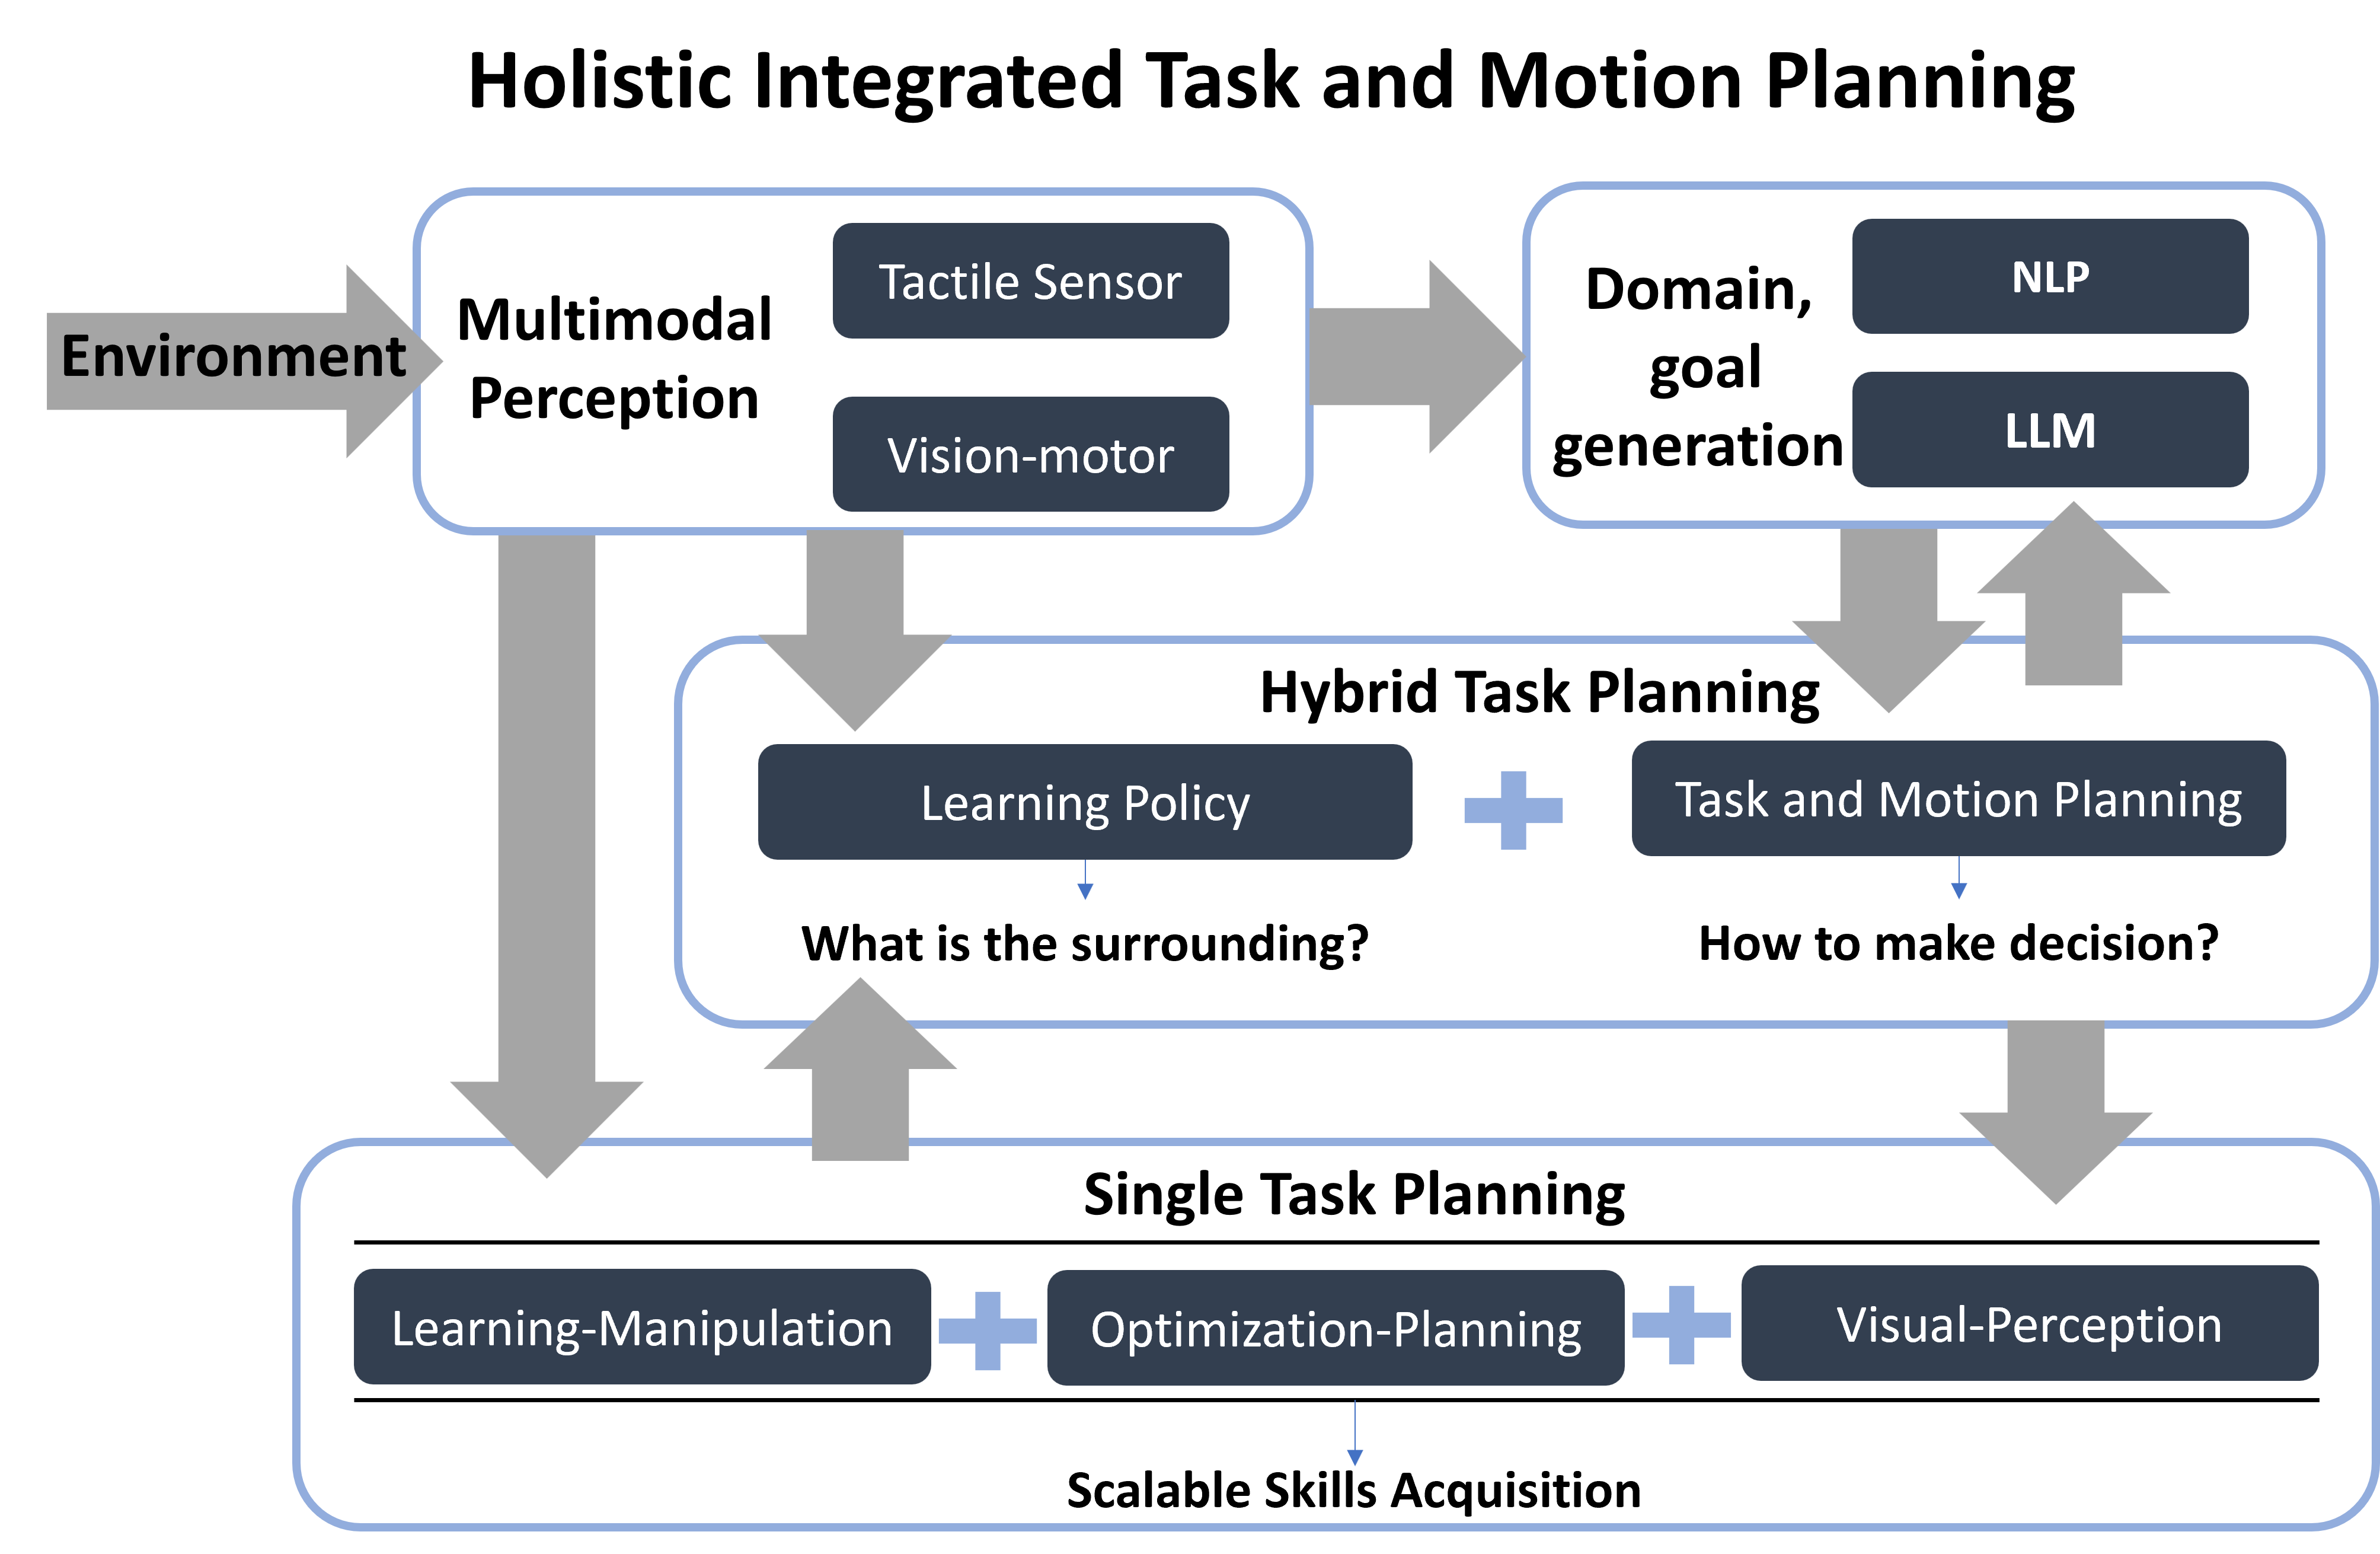 Holistic Integrated Task and Motion Planning
Environment
Multimodal
Perception
Tactile Sensor
Vision-motor
Domain,
goal
generation
NLP
LLM
Hybrid Task Planning
Learning Policy
Task and Motion Planning
What is the surrounding?
How to make decision?
Single Task Planning
Learning-Manipulation
Optimization-Planning
Visual-Perception
Scalable Skills Acquisition